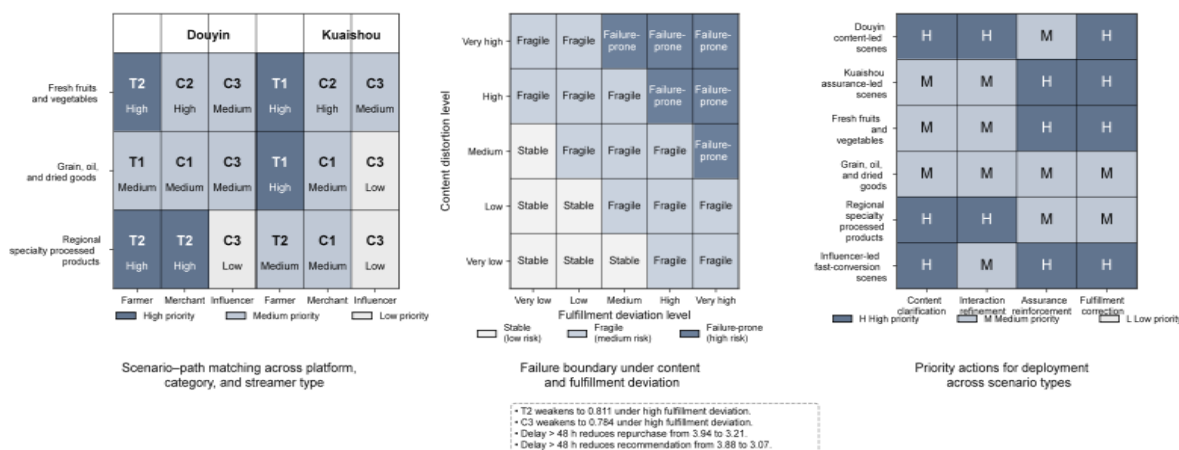 Douyin Kuaishou
Fresh fruits
and vegetables
T2 C2 C3 T1 C2 C3
High High Medium High High Medium
Grain, oil,
and dried goods
T1 C1 C3 T1 C1 C3
Medium Medium Medium High Medium Low
Regional
specialty processed
products
T2 T2 C3 T2 C1 C3
High High Low Medium Medium Low
Farmer Merchant Influencer Farmer Merchant Influencer
High priority Medium priority Low priority
Scenario–path matching across platform,
category, and streamer type
Content distortion level
Very high Fragile Fragile Failure-prone Failure-prone Failure-prone
High Fragile Fragile Fragile Failure-prone Failure-prone
Medium Stable Fragile Fragile Fragile Failure-prone
Low Stable Stable Fragile Fragile Fragile
Very low Stable Stable Stable Fragile Fragile
Very low Low Medium High Very high
Fulfillment deviation level
Stable
(low risk)
Fragile
(medium risk)
Failure-prone
(high risk)
Failure boundary under content
and fulfillment deviation
• T2 weakens to 0.811 under high fulfillment deviation.
• C3 weakens to 0.784 under high fulfillment deviation.
• Delay > 48 h reduces repurchase from 3.94 to 3.21.
• Delay > 48 h reduces recommendation from 3.88 to 3.07.
Douyin
content-led
scenes
H H M H
Kuaishou
assurance-led
scenes
M M H H
Fresh fruits
and
vegetables
M M H H
Grain, oil,
and dried
goods
M M M M
Regional
specialty
processed
products
H H M M
Influencer-led
fast-conversion
scenes
H M H H
Content
clarification
Interaction
refinement
Assurance
reinforcement
Fulfillment
correction
H High priority M Medium priority L Low priority
Priority actions for deployment
across scenario types